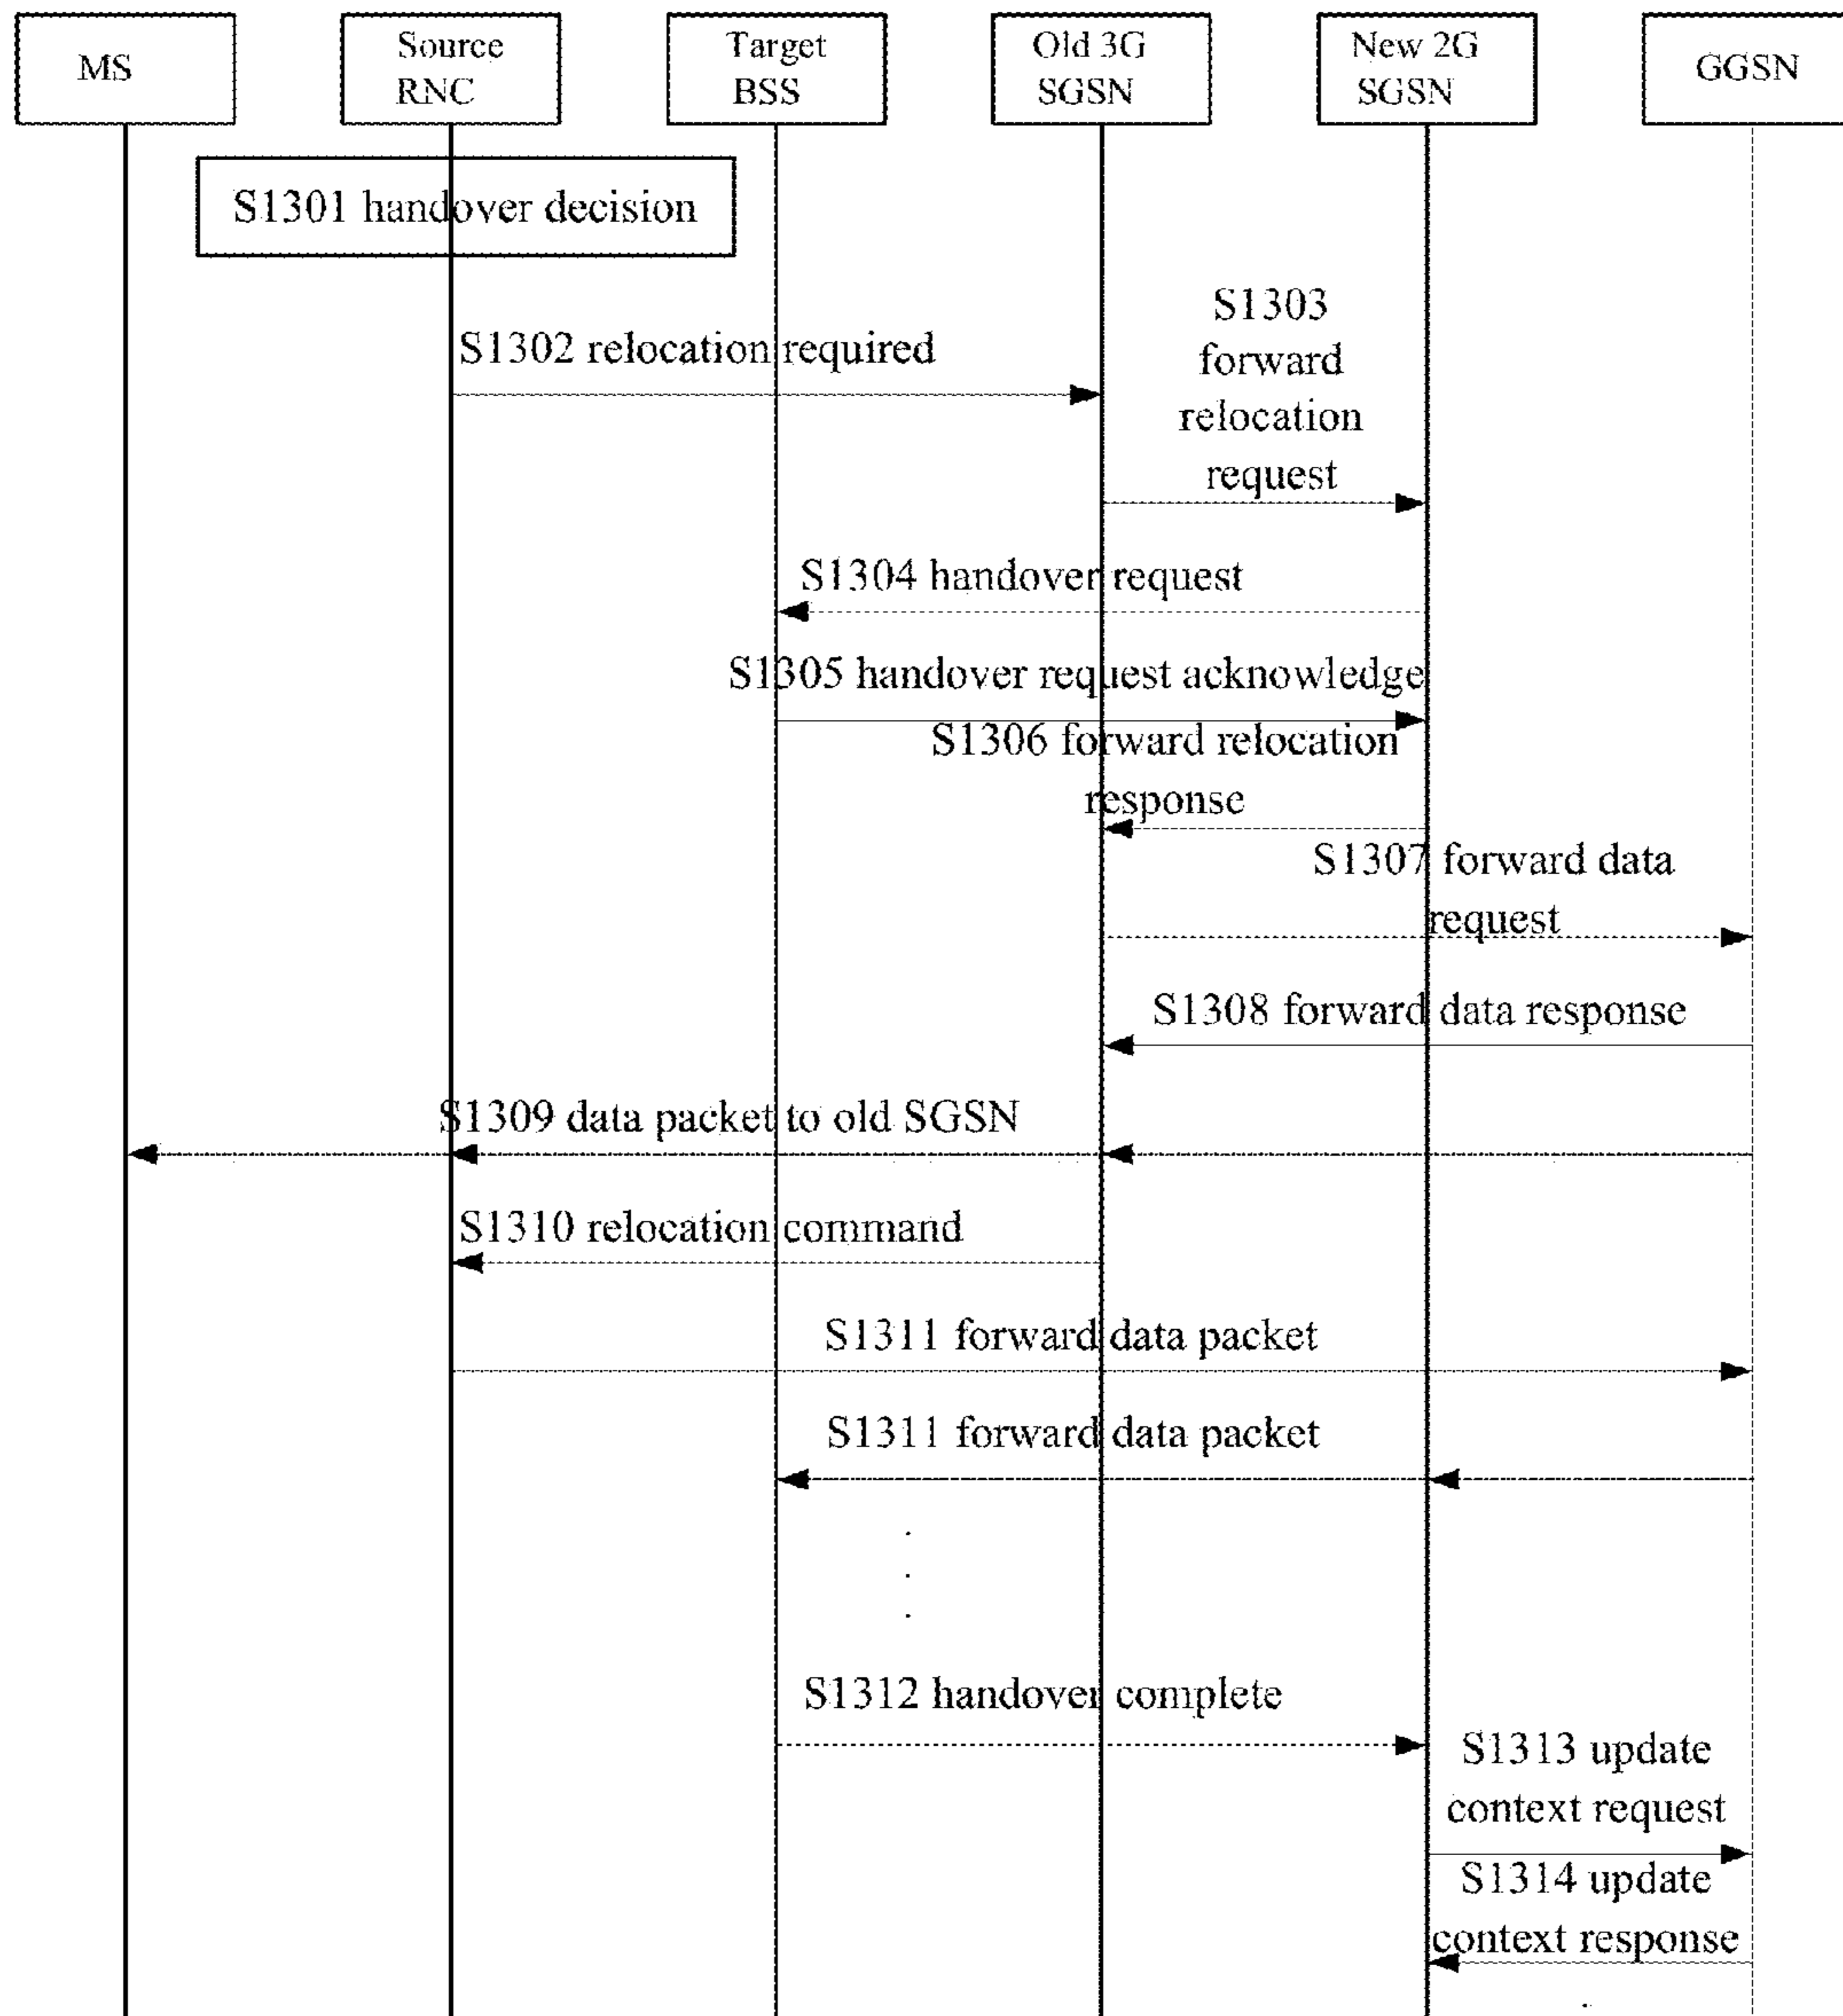 MS
Source
RNC
Target
BSS
Old 3G
SGSN
New 2G
SGSN
GGSN
S1301 handover decision
S1302 relocation required
S1303
forward
relocation
request
S1304 handover request
S1305 handover request acknowledge
S1306 forward relocation
response
S1307 forward data
request
S1308 forward data response
S1309 data packet to old SGSN
S1310 relocation command
S1311 forward data packet
S1311 forward data packet
S1312 handover complete
S1313 update
context request
S1314 update
context response